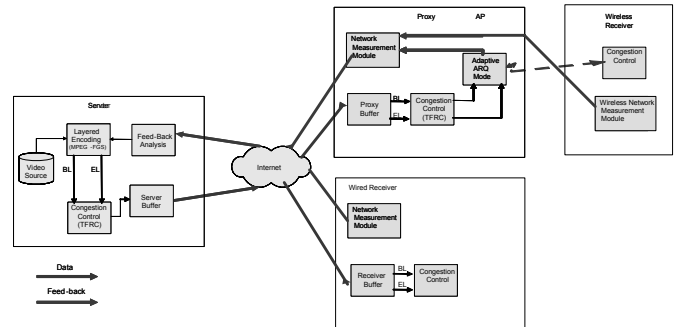 Proxy AP
Wireless
Receiver
Network
Measurement
Module
Adaptive
ARQ
Mode
Congestion
Control
Proxy
Buffer
BL
EL
Congestion
Control
(TFRC)
Wireless Network
Measurement
Module
Sender
Layered
Encoding
(MPEG -FGS)
Feed-Back
Analysis
Video
Source
BL
EL
Internet
Congestion
Control
(TFRC)
Server
Buffer
Wired Receiver
Network
Measurement
Module
Receiver
Buffer
BL
EL
Congestion
Control
Data
Feed-back